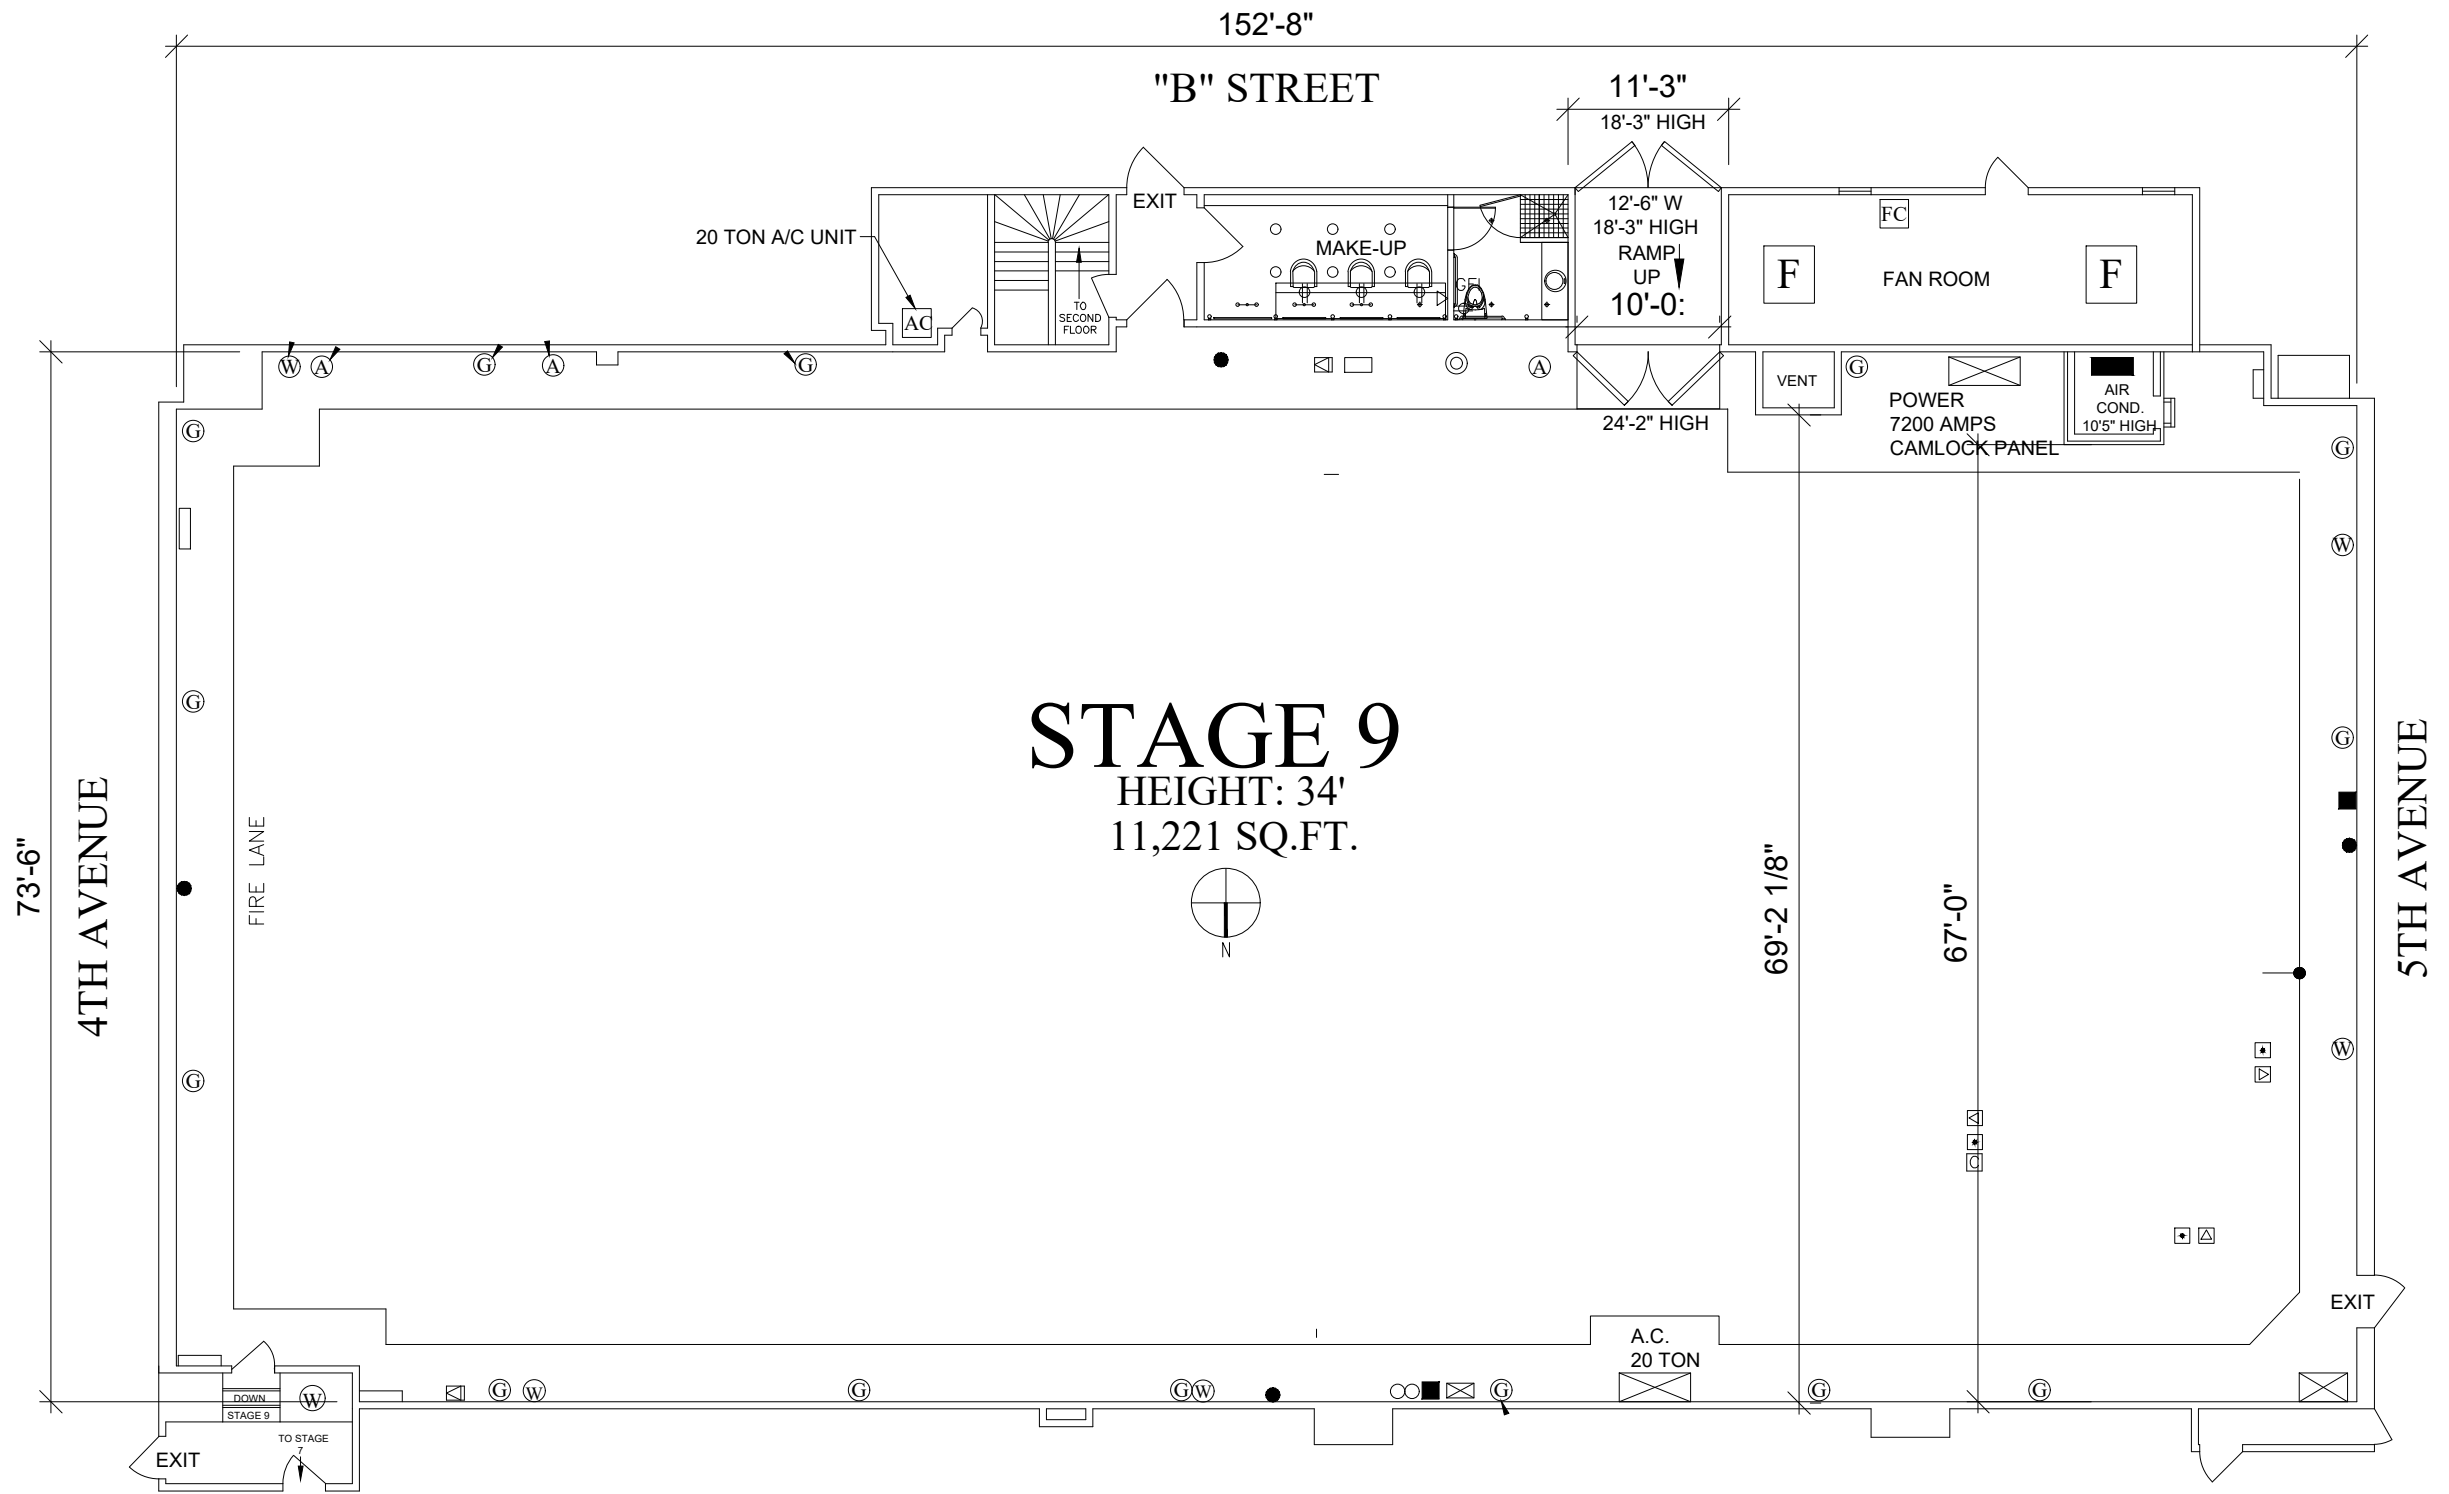 152'-8"
"B" STREET
11'-3"
18'-3" HIGH
EXIT
12'-6" W
18'-3" HIGH
RAMP
UP
10'-0:
MAKE-UP
FC
F
FAN ROOM
F
20 TON A/C UNIT
AC
TO
SECOND
FLOOR
W
A
G
A
G
A
VENT
G
AIR
COND.
10'5" HIGH
POWER
7200 AMPS
CAMLOCK PANEL
24'-2" HIGH
G
G
W
G
G
STAGE 9
HEIGHT: 34'
11,221 SQ.FT.
N
73'-6"
4TH AVENUE
FIRE LANE
69'-2 1/8"
67'-0"
5TH AVENUE
G
W
C
EXIT
A.C.
20 TON
DOWN
STAGE 9
W
G
W
G
G
W
G
G
G
TO STAGE
7
EXIT